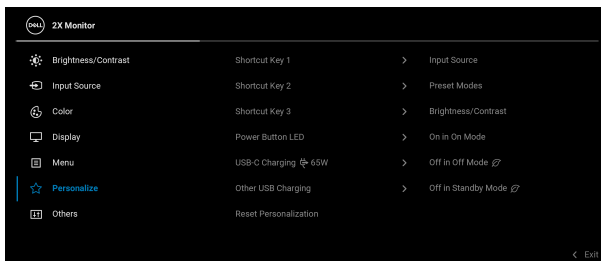 DELL 2X Monitor
Brightness/Contrast Shortcut Key 1 > Input Source
Input Source Shortcut Key 2 > Preset Modes
Color Shortcut Key 3 > Brightness/Contrast
Display Power Button LED > On in On Mode
Menu USB-C Charging 65W > Off in Off Mode
Personalize Other USB Charging > Off in Standby Mode
Others Reset Personalization
< Exit